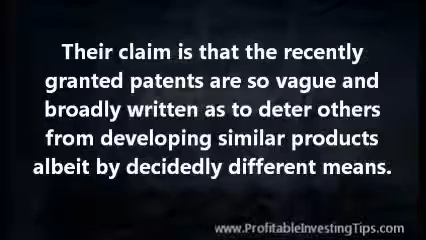 Their claim is that the recently
granted patents are so vague and
broadly written as to deter others
from developing similar products
albeit by decidedly different means.
www.ProfitableInvestingTips.com